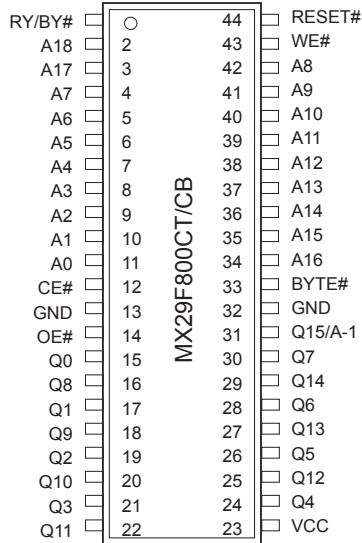 RY/BY# 44 RESET#
A18 2 43 WE#
A17 3 42 A8
A7 4 41 A9
A6 5 40 A10
A5 6 39 A11
A4 7 38 A12
A3 8 37 A13
A2 9 36 A14
A1 10 35 A15
A0 11 34 A16
CE# 12 33 BYTE#
GND 13 32 GND
OE# 14 31 Q15/A-1
Q0 15 30 Q7
Q8 16 29 Q14
Q1 17 28 Q6
Q9 18 27 Q13
Q2 19 26 Q5
Q10 20 25 Q12
Q3 21 24 Q4
Q11 22 23 VCC
MX29F800CT/CB